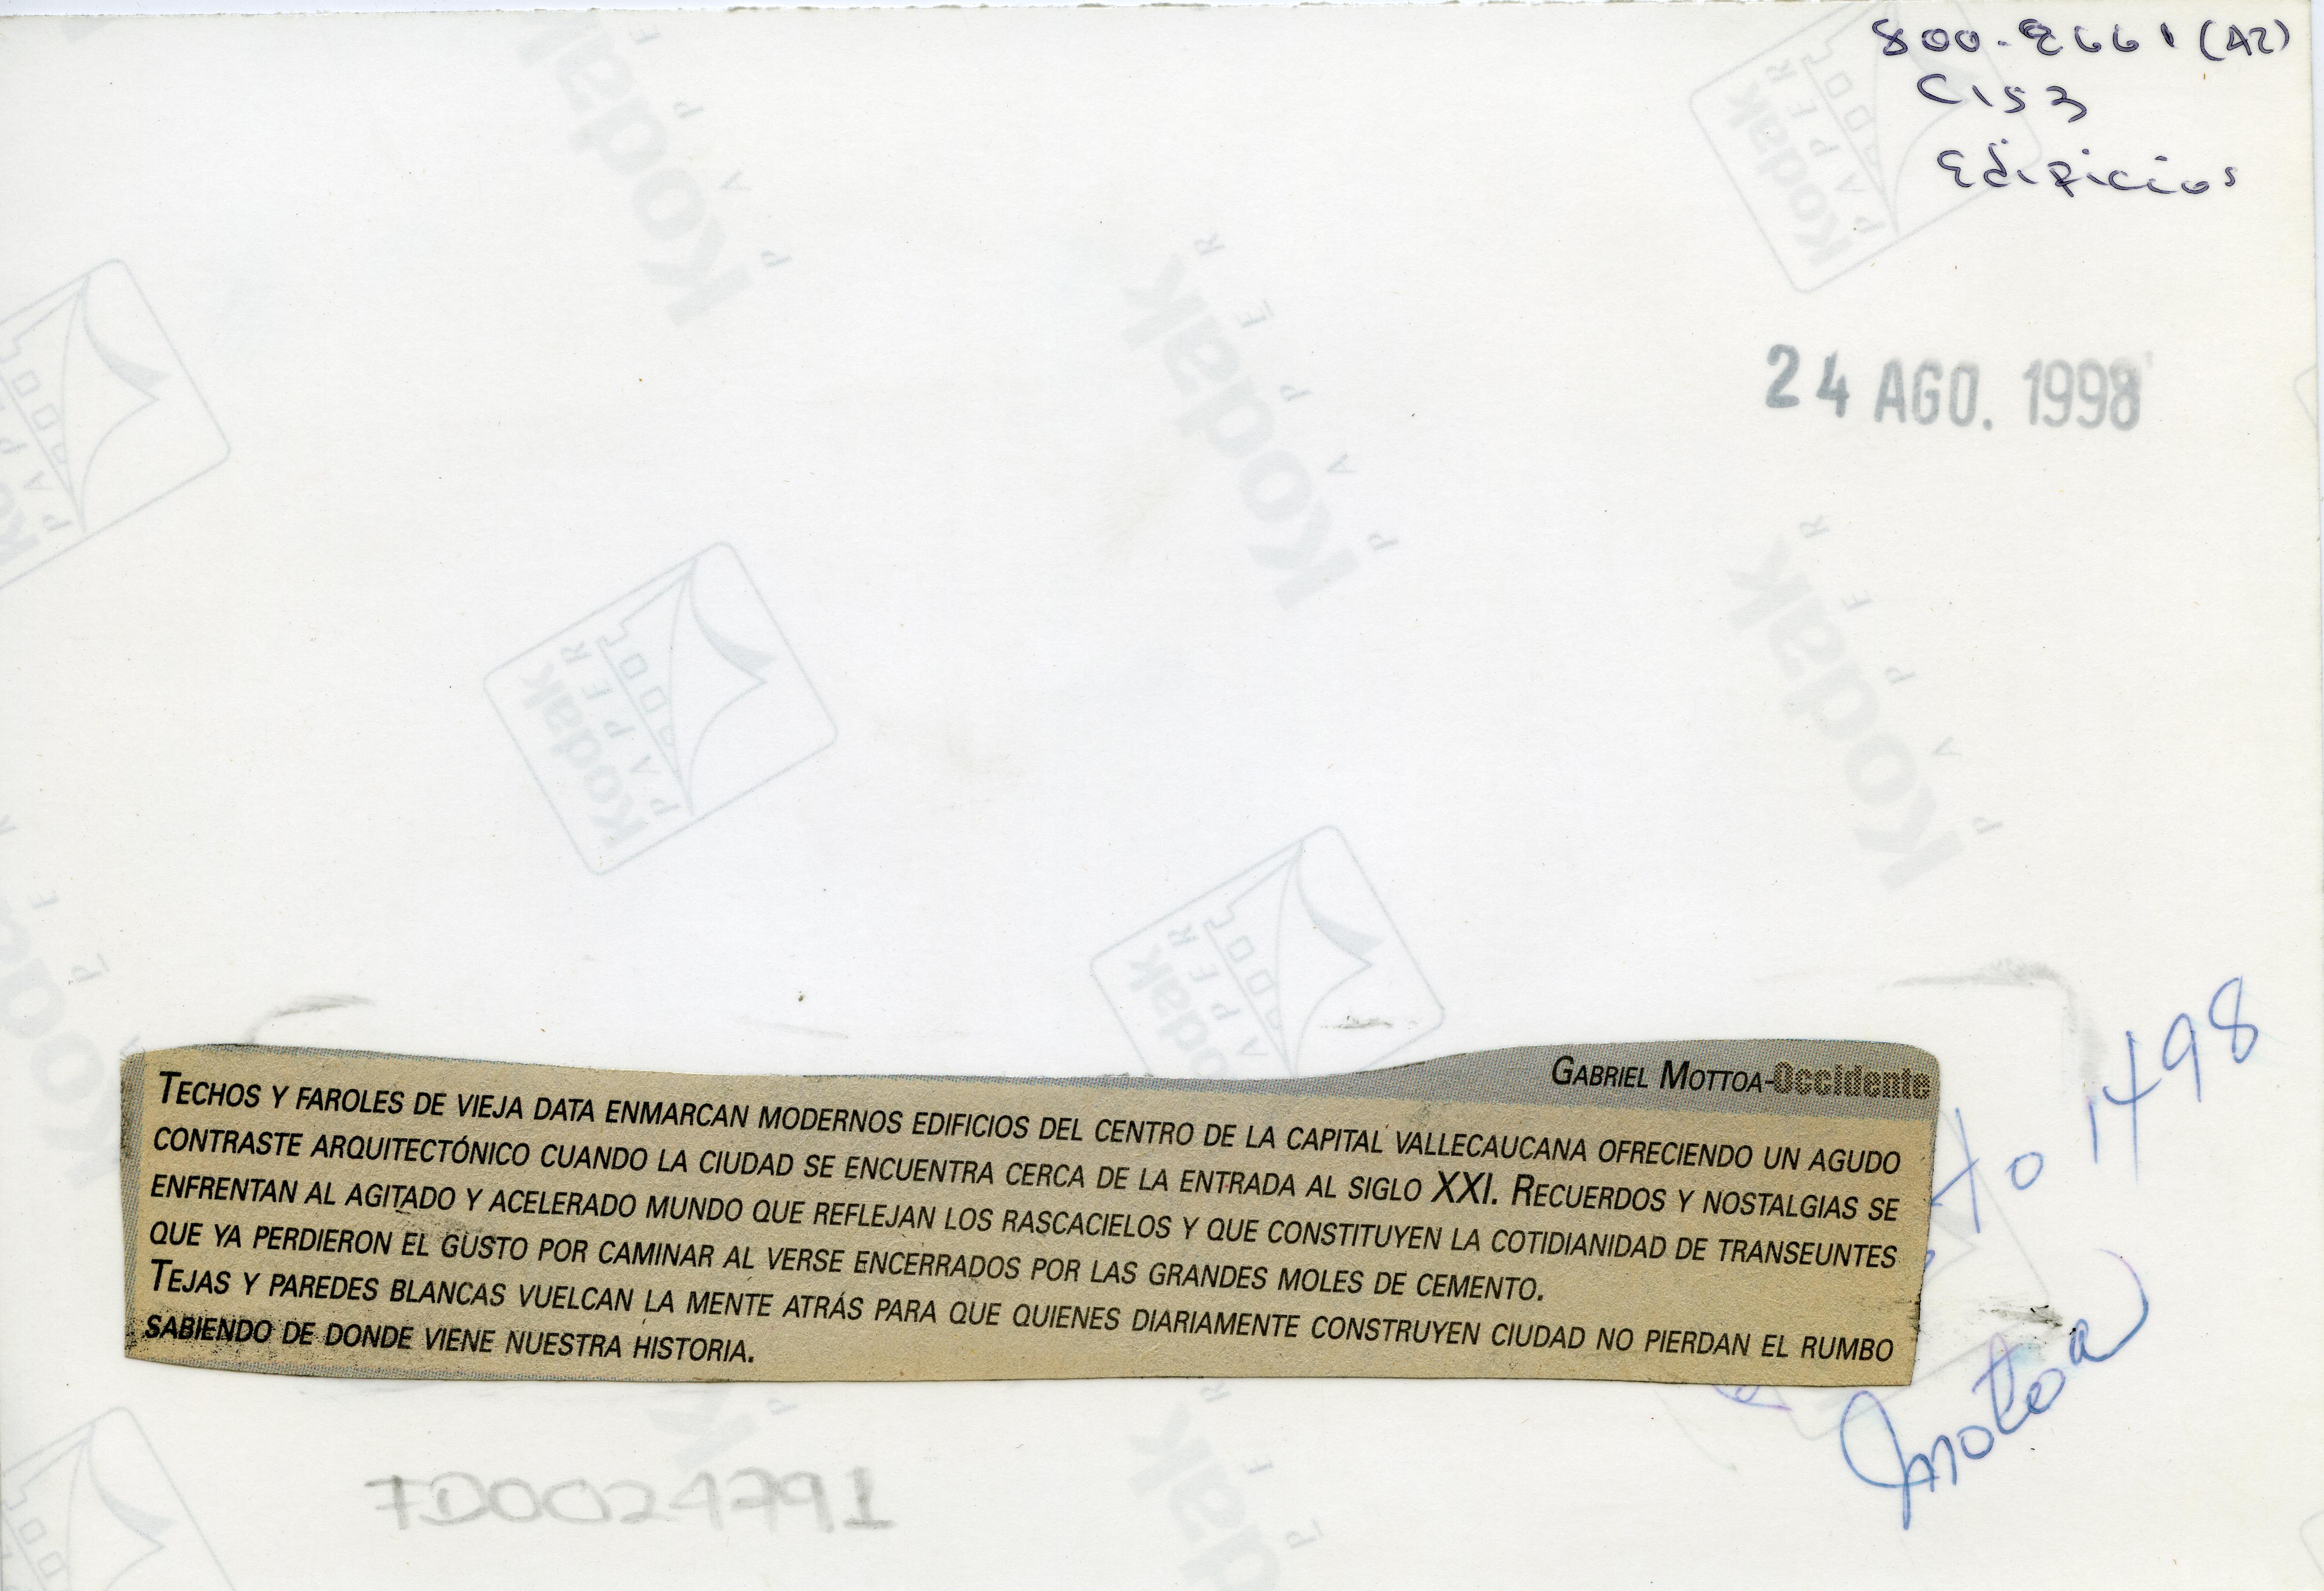 C153
Edificios
24 AGO. 1998
GABRIEL MOTTOA-Occidente
TECHOS Y FAROLES DE VIEJA DATA ENMARCAN MODERNOS EDIFICIOS DEL CENTRO DE LA CAPITAL VALLECAUCANA OFRECIENDO UN AGUDO
CONTRASTE ARQUITECTÓNICO CUANDO LA CIUDAD SE ENCUENTRA CERCA DE LA ENTRADA AL SIGLO XXI. RECUERDOS Y NOSTALGIAS SE
ENFRENTAN AL AGITADO Y ACELERADO MUNDO QUE REFLEJAN LOS RASCACIELOS Y QUE CONSTITUYEN LA COTIDIANIDAD DE TRANSEUNTES
QUE YA PERDIERON EL GUSTO POR CAMINAR AL VERSE ENCERRADOS POR LAS GRANDES MOLES DE CEMENTO.
TEJAS Y PAREDES BLANCAS VUELCAN LA MENTE ATRÁS PARA QUE QUIENES DIARIAMENTE CONSTRUYEN CIUDAD NO PIERDAN EL RUMBO
SABIENDO DE DONDE VIENE NUESTRA HISTORIA.
to 1498
Mottoa
FD0024791
Kodak
PAPER